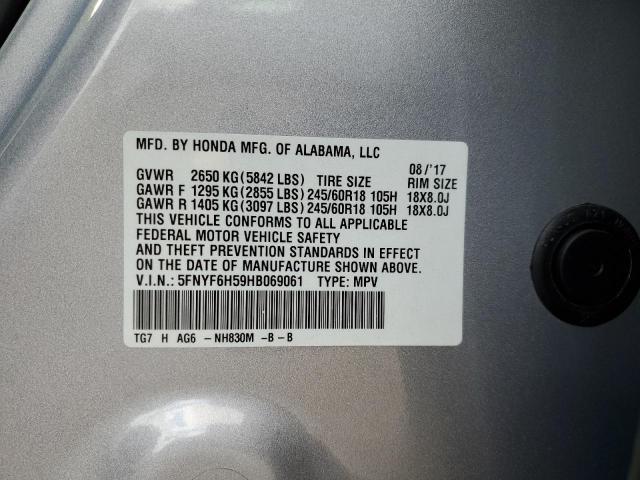 MFD. BY HONDA MFG. OF ALABAMA, LLC 08/'17
GVWR 2650 KG (5842 LBS) TIRE SIZE RIM SIZE
GAWR F 1295 KG (2855 LBS) 245/60R18 105H 18X8.0J
GAWR R 1405 KG (3097 LBS) 245/60R18 105H 18X8.0J
THIS VEHICLE CONFORMS TO ALL APPLICABLE
FEDERAL MOTOR VEHICLE SAFETY
AND THEFT PREVENTION STANDARDS IN EFFECT
ON THE DATE OF MANUFACTURE SHOWN ABOVE.
V.I.N.: 5FNYF6H59HB069061 TYPE: MPV
TG7 H AG6 -NH830M -B -B